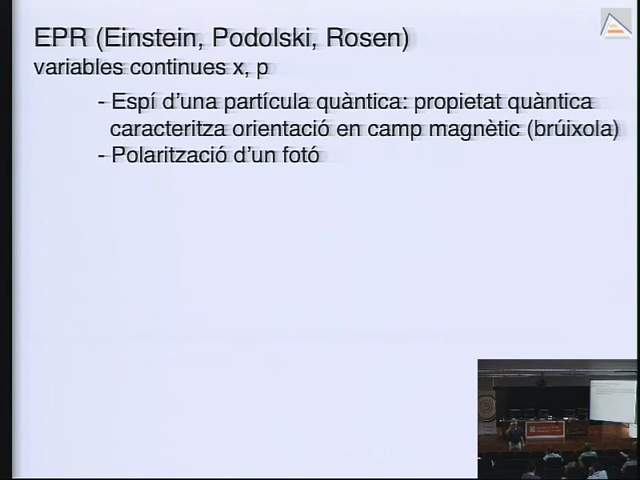 EPR (Einstein, Podolski, Rosen)
variables continues x, p
- Espí d'una partícula quàntica: propietat quàntica
caracteritza orientació en camp magnètic (brúixola)
- Polarització d'un fotó